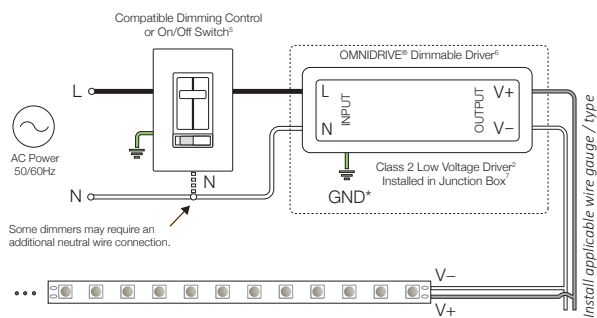 Compatible Dimming Control
or On/Off Switch⁵
OMNIDRIVE® Dimmable Driver⁶
L
L
INPUT
OUTPUT
V+
N
V−
AC Power
50/60Hz
Class 2 Low Voltage Driver²
Installed in Junction Box⁷
N
N
GND*
Some dimmers may require an
additional neutral wire connection.
Install applicable wire gauge / type
V−
V+